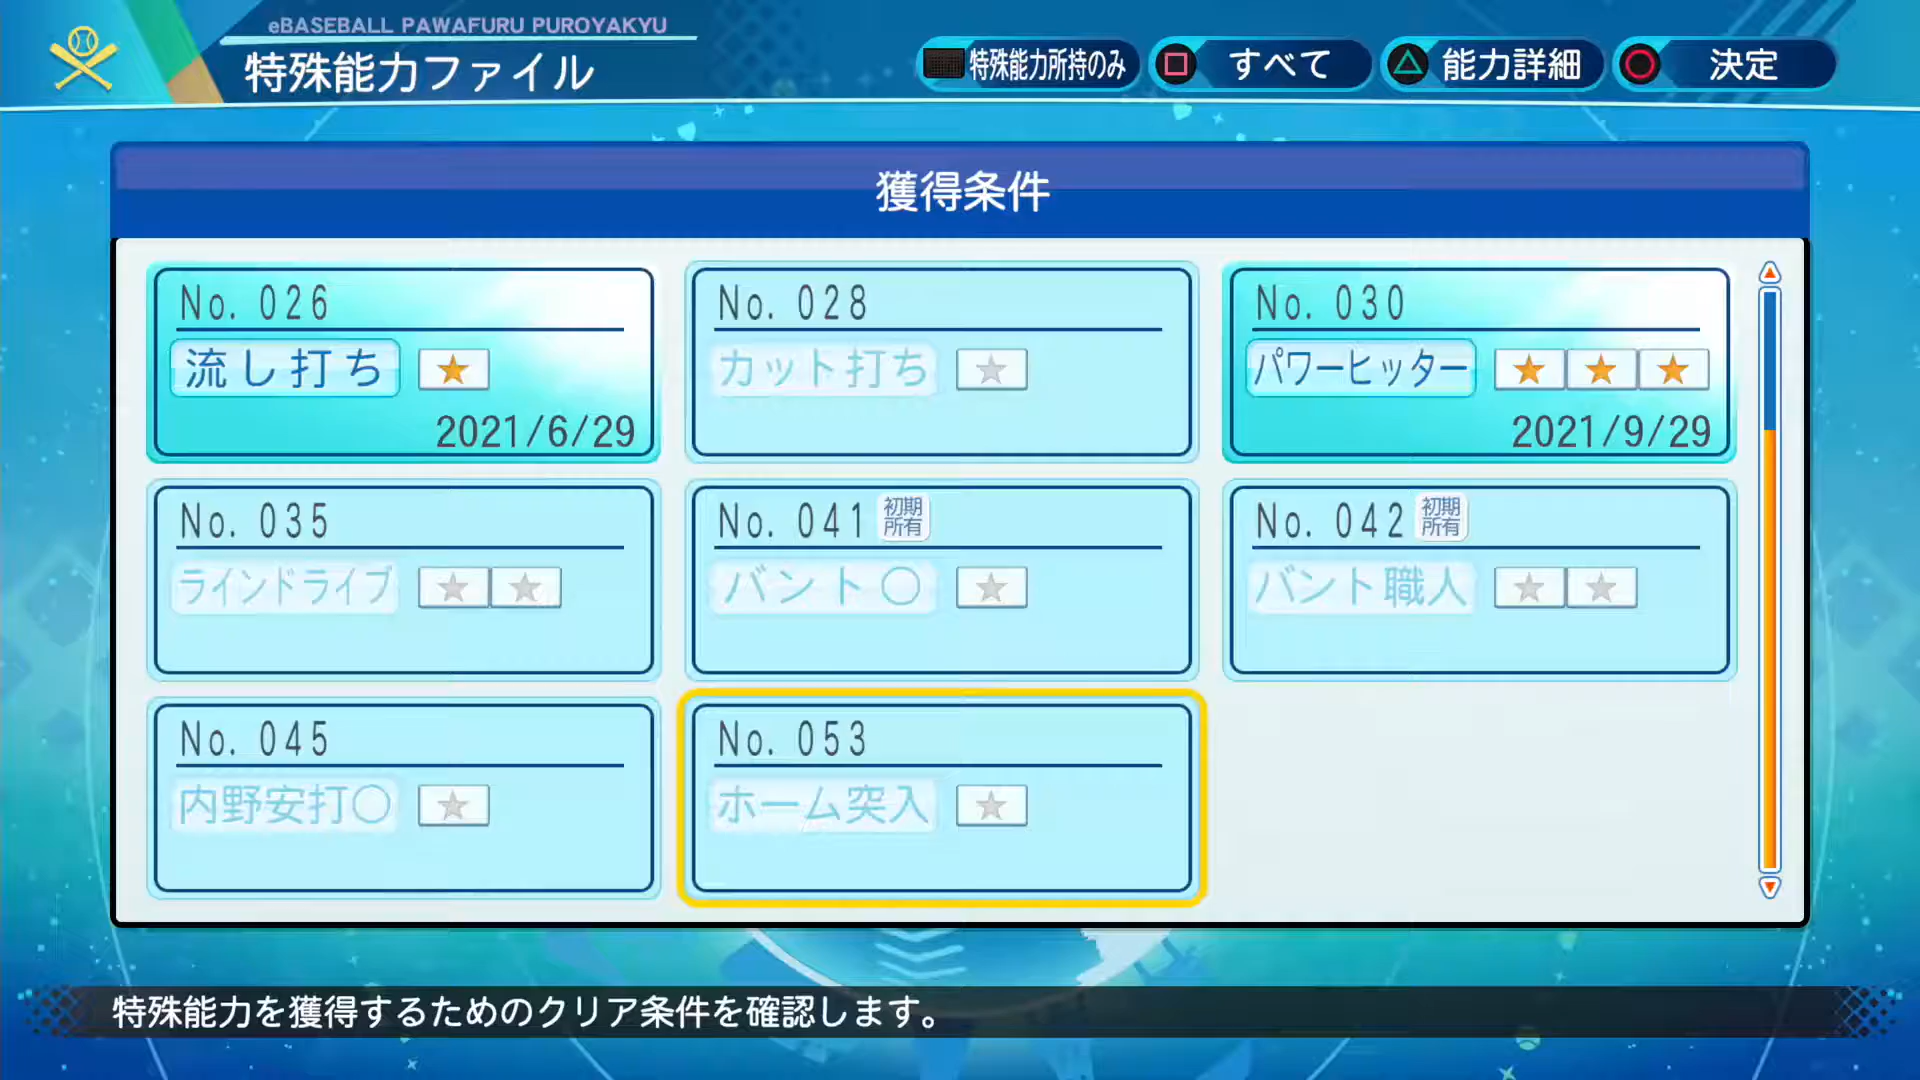 eBASEBALL PAWAFURU PUROYAKYU
特殊能力ファイル
特殊能力所持のみ
すべて
能力詳細
決定
獲得条件
No. 026
流し打ち
2021/6/29
No. 028
カット打ち
No. 030
パワーヒッター
2021/9/29
No. 035
ラインドライブ
No. 041 初期所有
バント○
No. 042 初期所有
バント職人
No. 045
内野安打○
No. 053
ホーム突入
特殊能力を獲得するためのクリア条件を確認します。